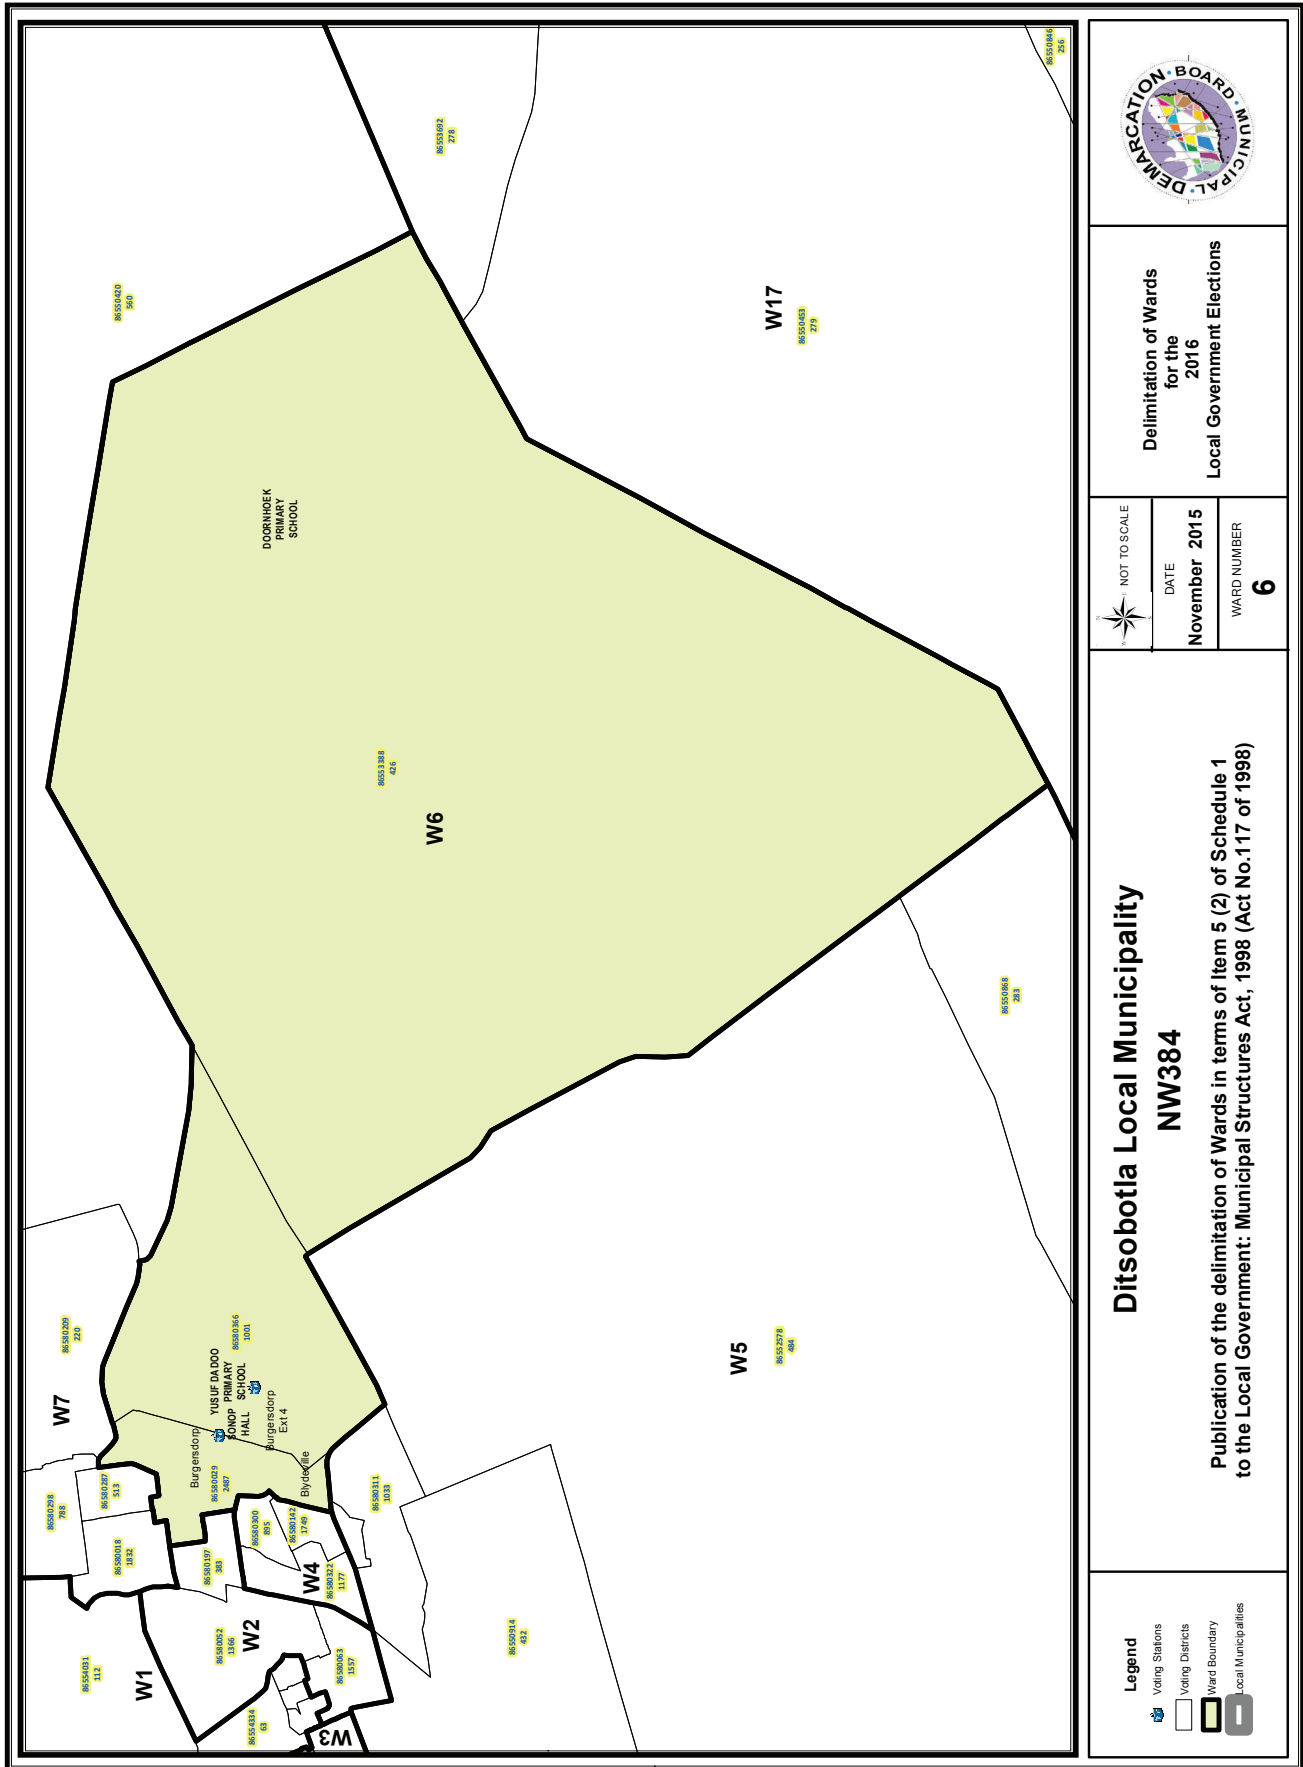 W7
86580209
220
86580298
788
86580287
513
86580018
1832
86554031
112
W1
86580197
383
86580052
1366
W2
86554334
63
W3
86580063
1557
W4
86580322
1177
86580300
895
86580142
1749
86580311
1033
Burgersdorp
86580029
2487
YUSUF DADOO
SONOP PRIMARY
HALL SCHOOL
86580366
1001
Burgersdorp
Ext 4
Blydeville
86550420
560
DOORNHOEK
PRIMARY
SCHOOL
86553388
426
W6
86553692
278
86550846
256
W17
86550453
279
W5
86552578
484
86550868
283
86550914
432
Legend
Voting Stations
Voting Districts
Ward Boundary
Local Municipalities
Ditsobotla Local Municipality
NW384
Publication of the delimitation of Wards in terms of Item 5 (2) of Schedule 1
to the Local Government: Municipal Structures Act, 1998 (Act No.117 of 1998)
N
W
E
S
NOT TO SCALE
DATE
November 2015
WARD NUMBER
6
Delimitation of Wards
for the
2016
Local Government Elections
MUNICIPAL DEMARCATION BOARD